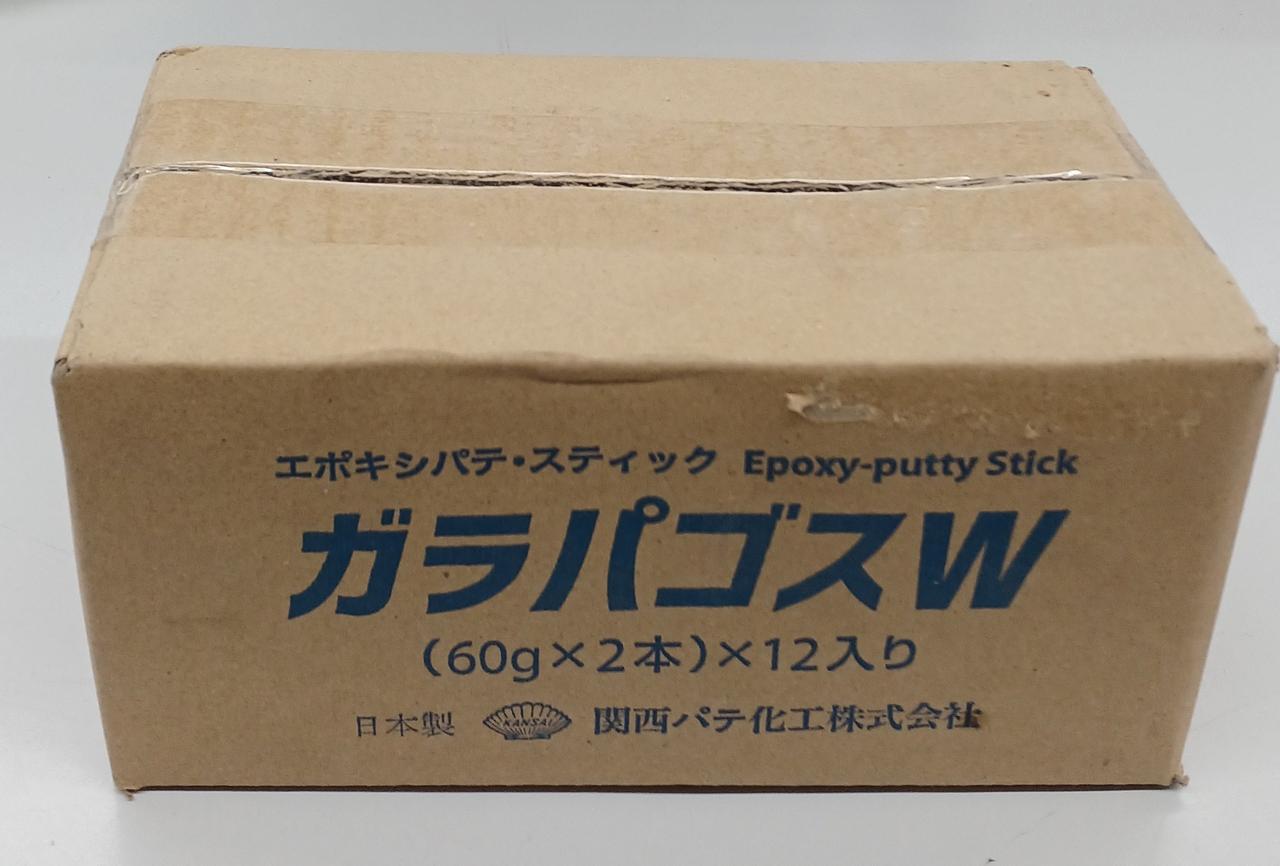 エポキシパテ・スティック Epoxy-putty Stick
ガラパゴスW
(60g×2本)×12入り
日本製 KANSAI 関西パテ化工株式会社